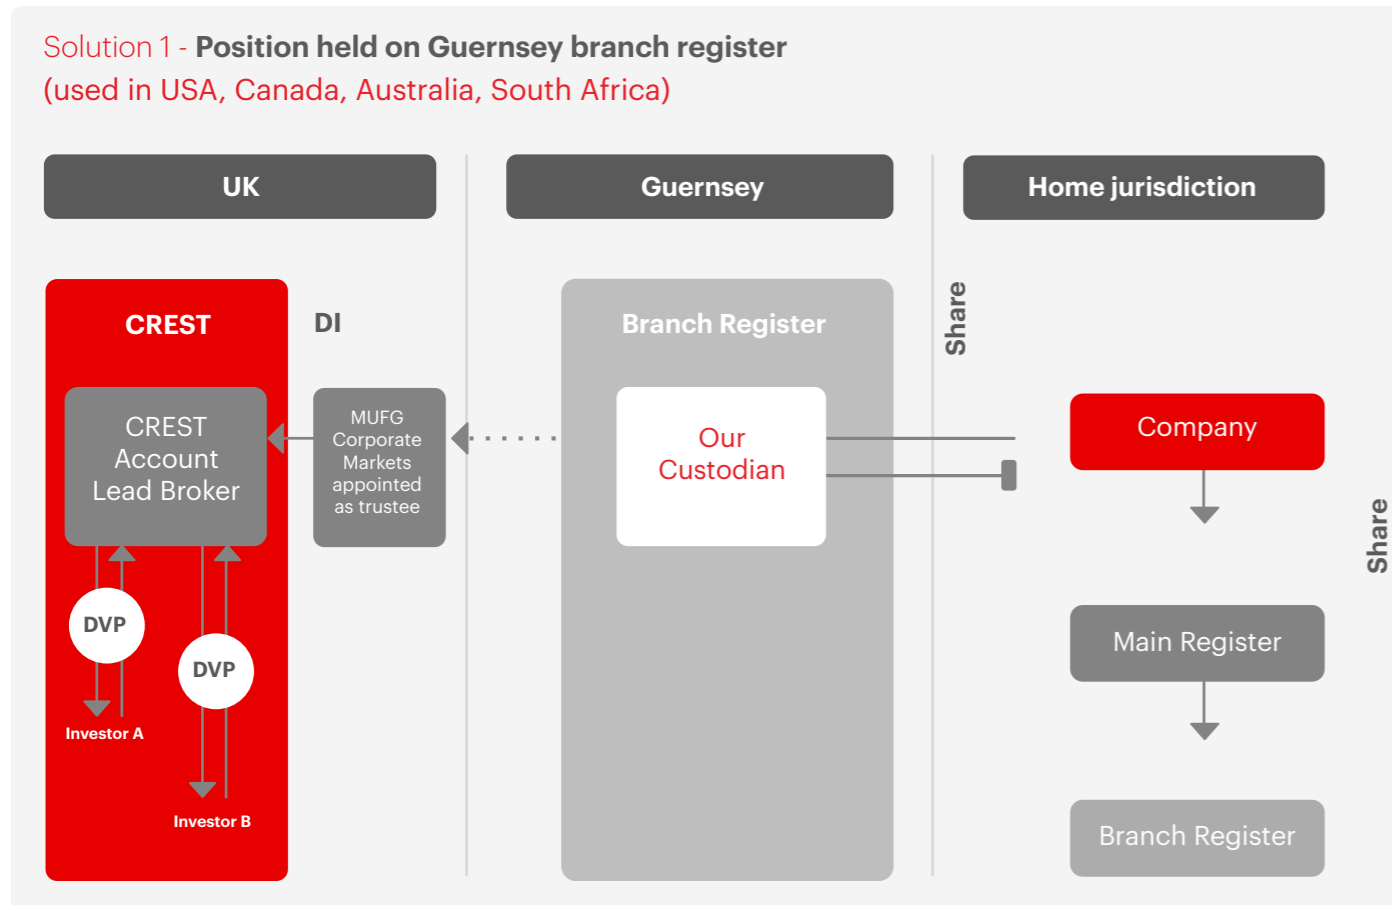 Solution 1 - Position held on Guernsey branch register
(used in USA, Canada, Australia, South Africa)
UK
Guernsey
Home jurisdiction
CREST
DI
Branch Register
Share
CREST
Account
Lead Broker
MUFG
Corporate
Markets
appointed
as trustee
Our
Custodian
Company
Share
DVP
DVP
Main Register
Investor A
Investor B
Branch Register